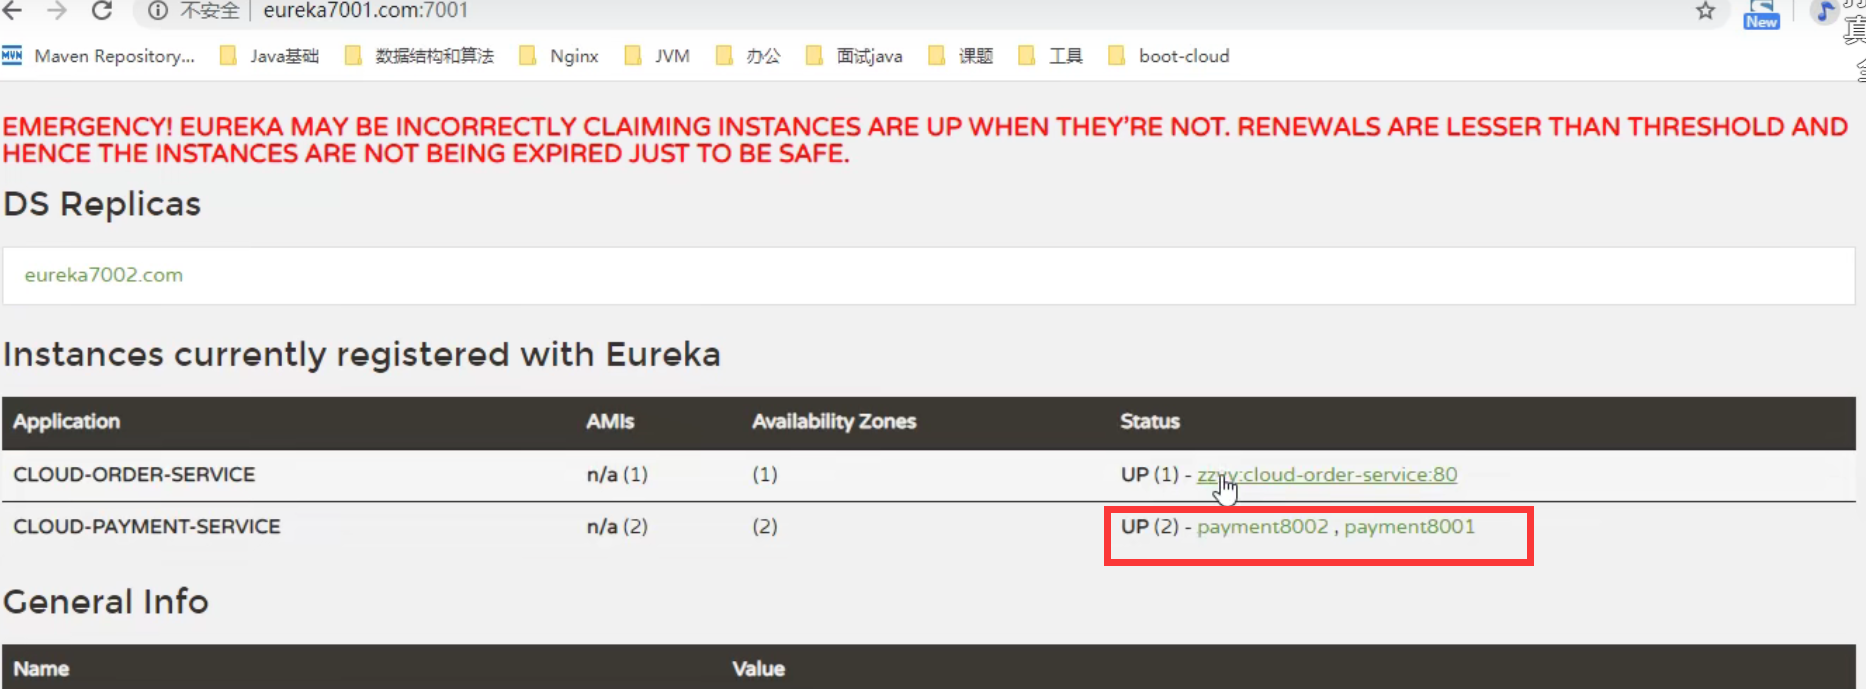 不安全 eureka7001.com:7001
New
MVN Maven Repository... Java基础 数据结构和算法 Nginx JVM 办公 面试java 课题 工具 boot-cloud
EMERGENCY! EUREKA MAY BE INCORRECTLY CLAIMING INSTANCES ARE UP WHEN THEY'RE NOT. RENEWALS ARE LESSER THAN THRESHOLD AND
HENCE THE INSTANCES ARE NOT BEING EXPIRED JUST TO BE SAFE.
DS Replicas
eureka7002.com
Instances currently registered with Eureka
Application AMIs Availability Zones Status
CLOUD-ORDER-SERVICE n/a (1) (1) UP (1) - zzyy:cloud-order-service:80
CLOUD-PAYMENT-SERVICE n/a (2) (2) UP (2) - payment8002 , payment8001
General Info
Name Value